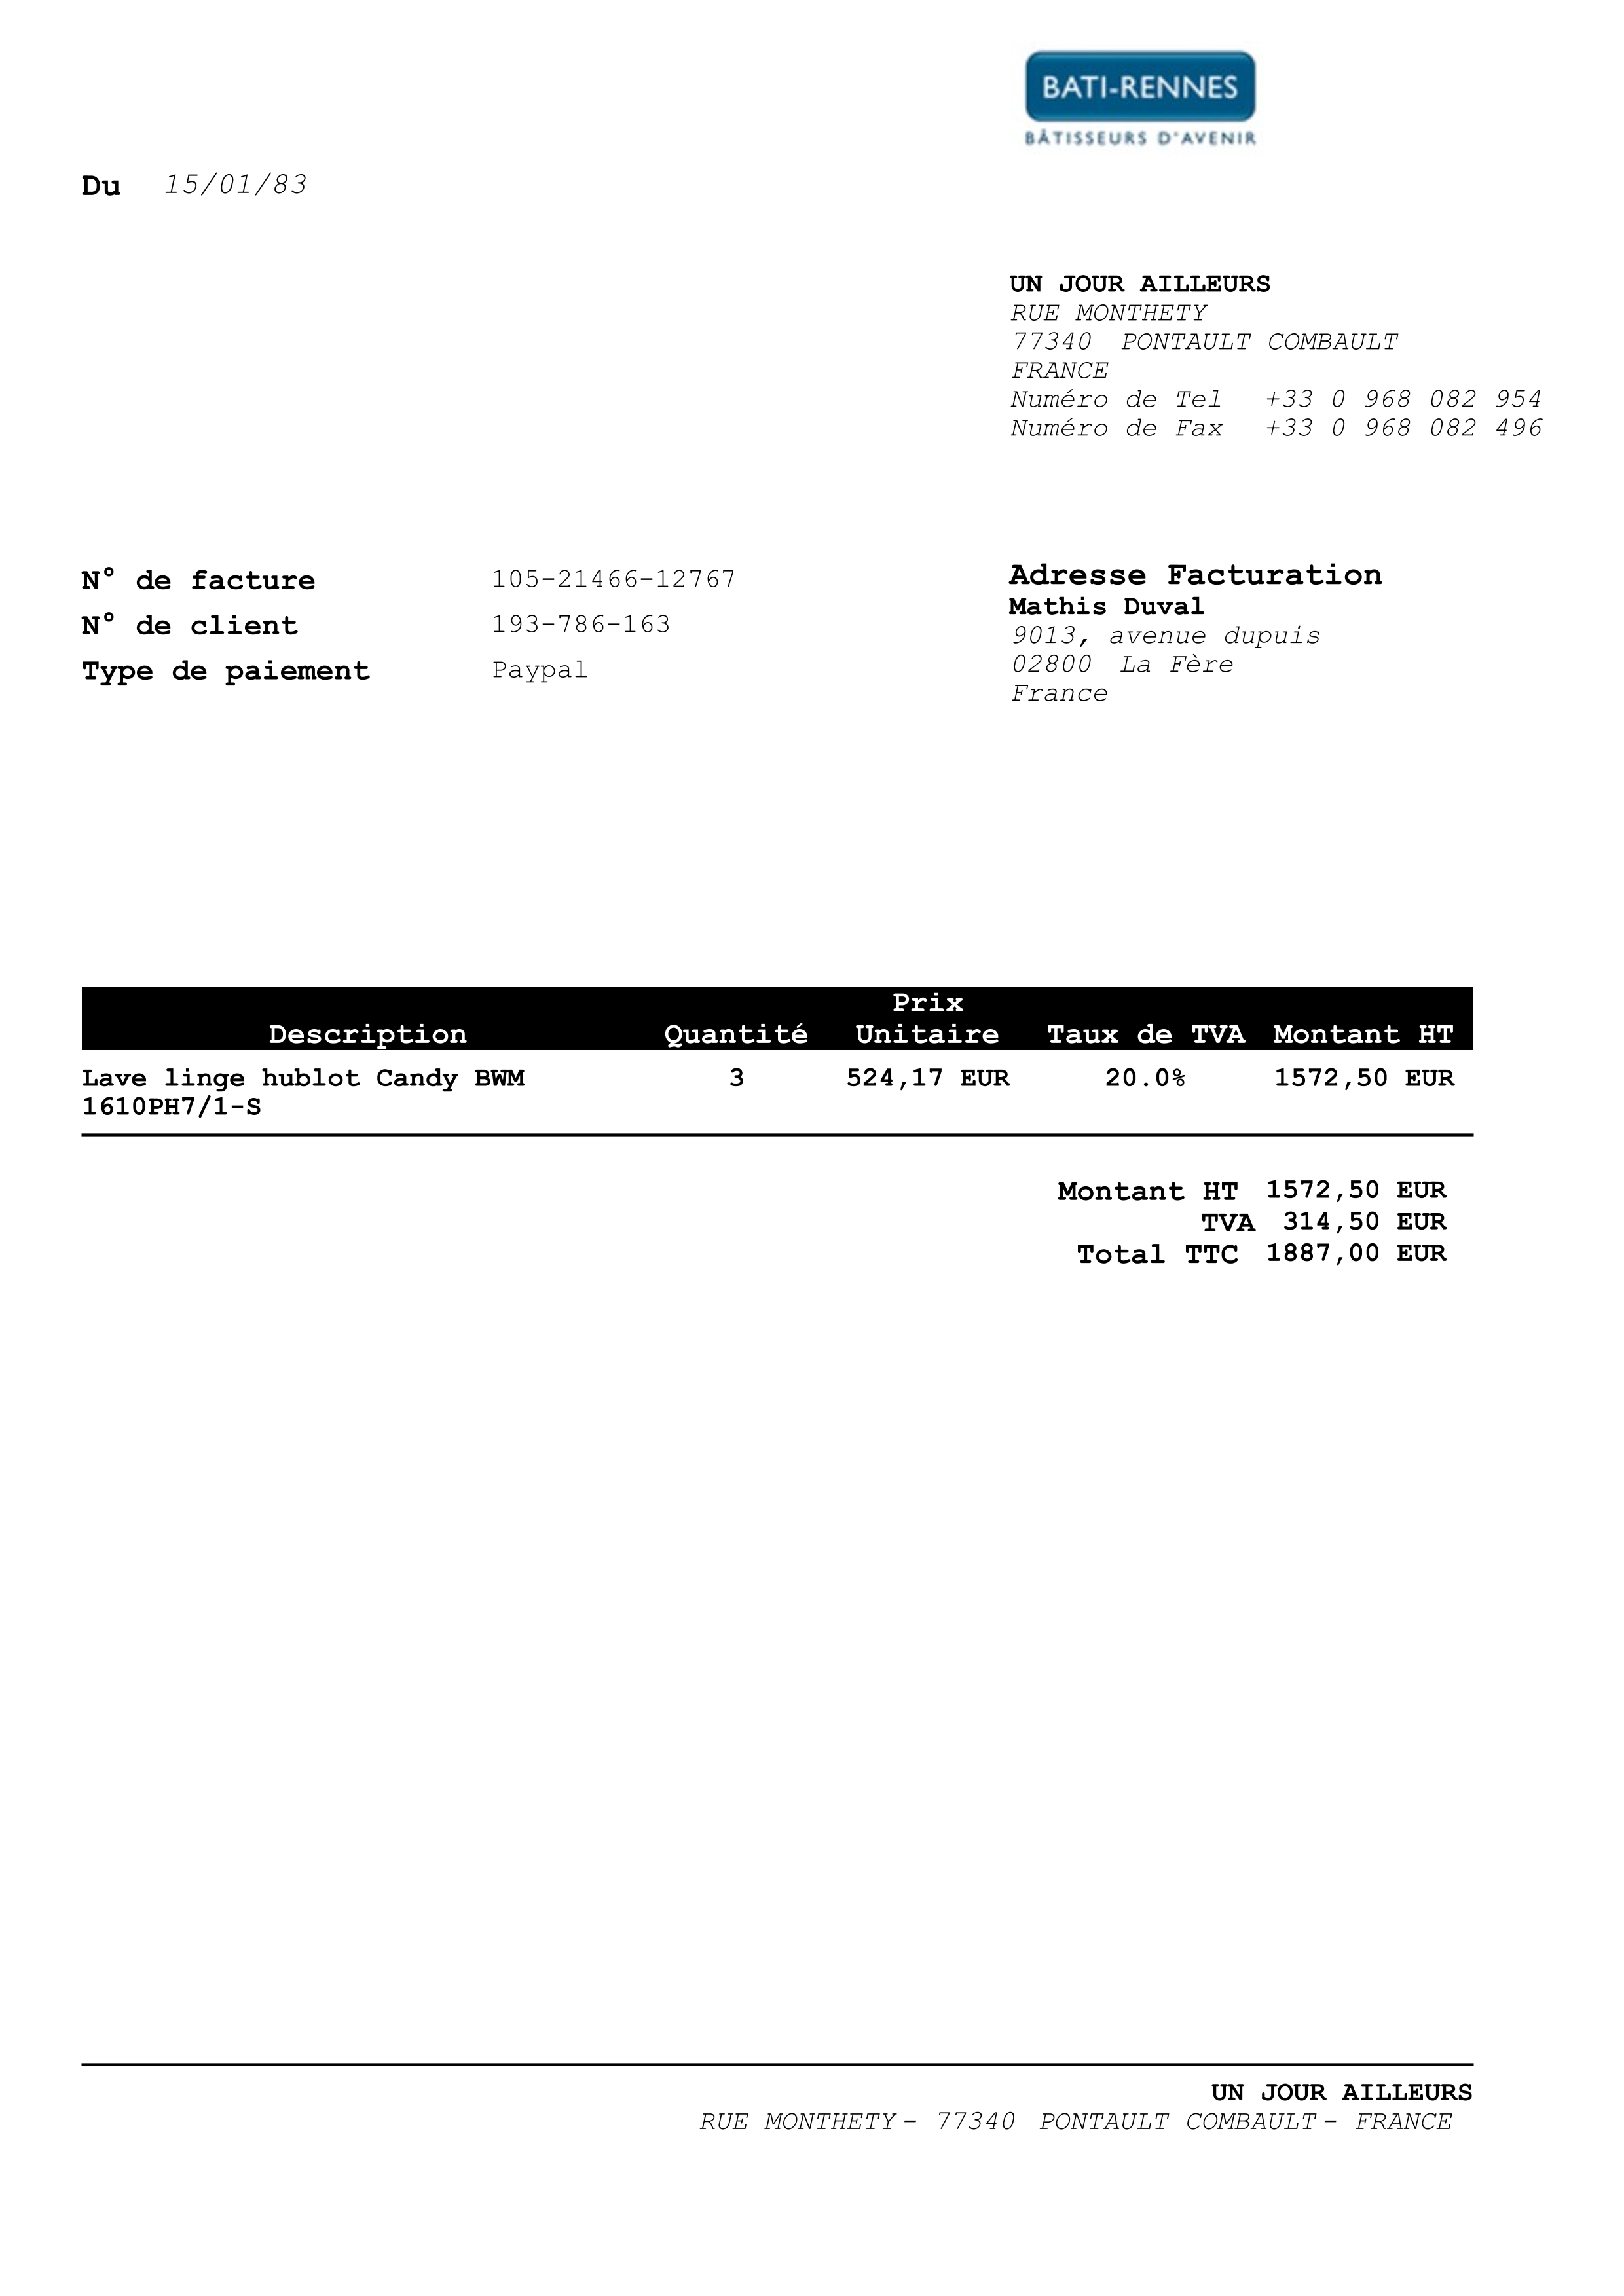 BATI-RENNES
BÂTISSEURS D'AVENIR
Du 15/01/83
UN JOUR AILLEURS
RUE MONTHETY
77340 PONTAULT COMBAULT
FRANCE
Numéro de Tel +33 0 968 082 954
Numéro de Fax +33 0 968 082 496
N° de facture 105-21466-12767
N° de client 193-786-163
Type de paiement Paypal
Adresse Facturation
Mathis Duval
9013, avenue dupuis
02800 La Fère
France
Prix
Description Quantité Unitaire Taux de TVA Montant HT
Lave linge hublot Candy BWM 3 524,17 EUR 20.0% 1572,50 EUR
1610PH7/1-S
Montant HT 1572,50 EUR
TVA 314,50 EUR
Total TTC 1887,00 EUR
UN JOUR AILLEURS
RUE MONTHETY - 77340 PONTAULT COMBAULT - FRANCE